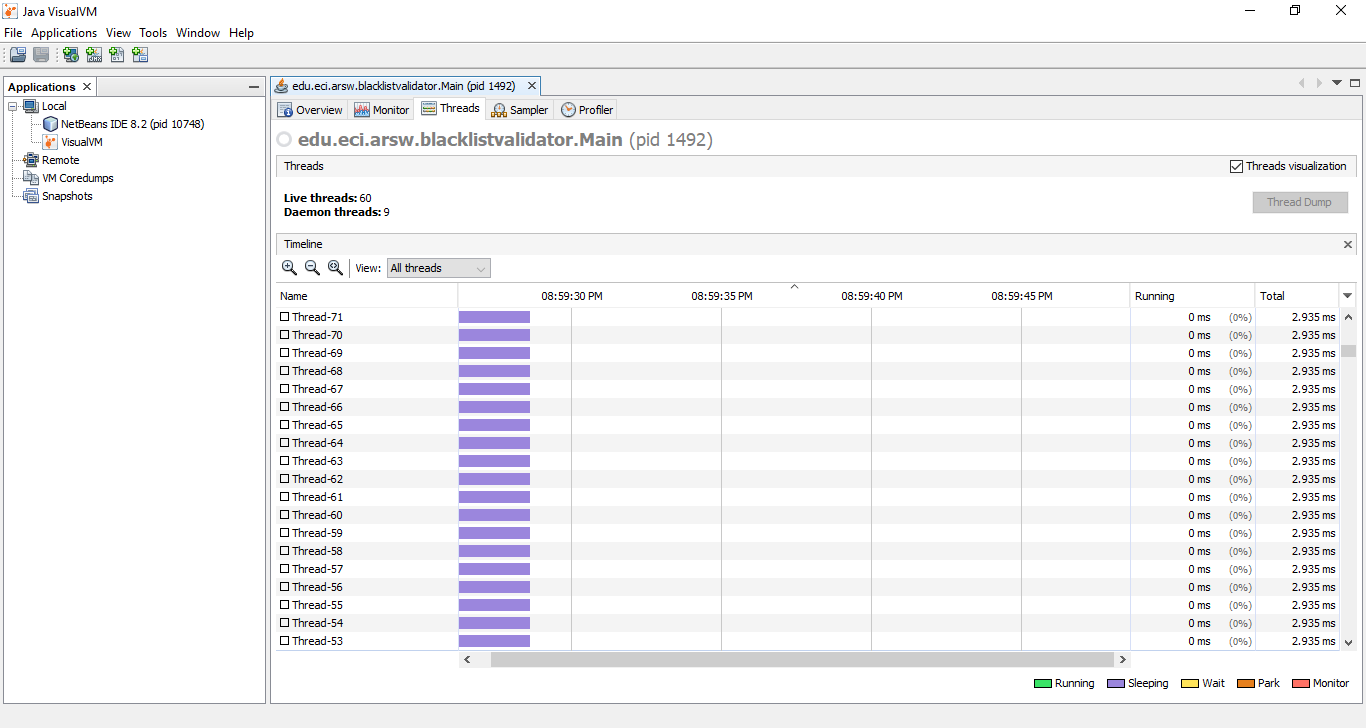 Java VisualVM
File Applications View Tools Window Help
Applications
Local
NetBeans IDE 8.2 (pid 10748)
VisualVM
Remote
VM Coredumps
Snapshots
edu.eci.arsw.blacklistvalidator.Main (pid 1492)
Overview Monitor Threads Sampler Profiler
edu.eci.arsw.blacklistvalidator.Main (pid 1492)
Threads Threads visualization
Live threads: 60
Daemon threads: 9
Thread Dump
Timeline
View: All threads
Name 08:59:30 PM 08:59:35 PM 08:59:40 PM 08:59:45 PM Running Total
Thread-71 0 ms (0%) 2.935 ms
Thread-70 0 ms (0%) 2.935 ms
Thread-69 0 ms (0%) 2.935 ms
Thread-68 0 ms (0%) 2.935 ms
Thread-67 0 ms (0%) 2.935 ms
Thread-66 0 ms (0%) 2.935 ms
Thread-65 0 ms (0%) 2.935 ms
Thread-64 0 ms (0%) 2.935 ms
Thread-63 0 ms (0%) 2.935 ms
Thread-62 0 ms (0%) 2.935 ms
Thread-61 0 ms (0%) 2.935 ms
Thread-60 0 ms (0%) 2.935 ms
Thread-59 0 ms (0%) 2.935 ms
Thread-58 0 ms (0%) 2.935 ms
Thread-57 0 ms (0%) 2.935 ms
Thread-56 0 ms (0%) 2.935 ms
Thread-55 0 ms (0%) 2.935 ms
Thread-54 0 ms (0%) 2.935 ms
Thread-53 0 ms (0%) 2.935 ms
Running Sleeping Wait Park Monitor